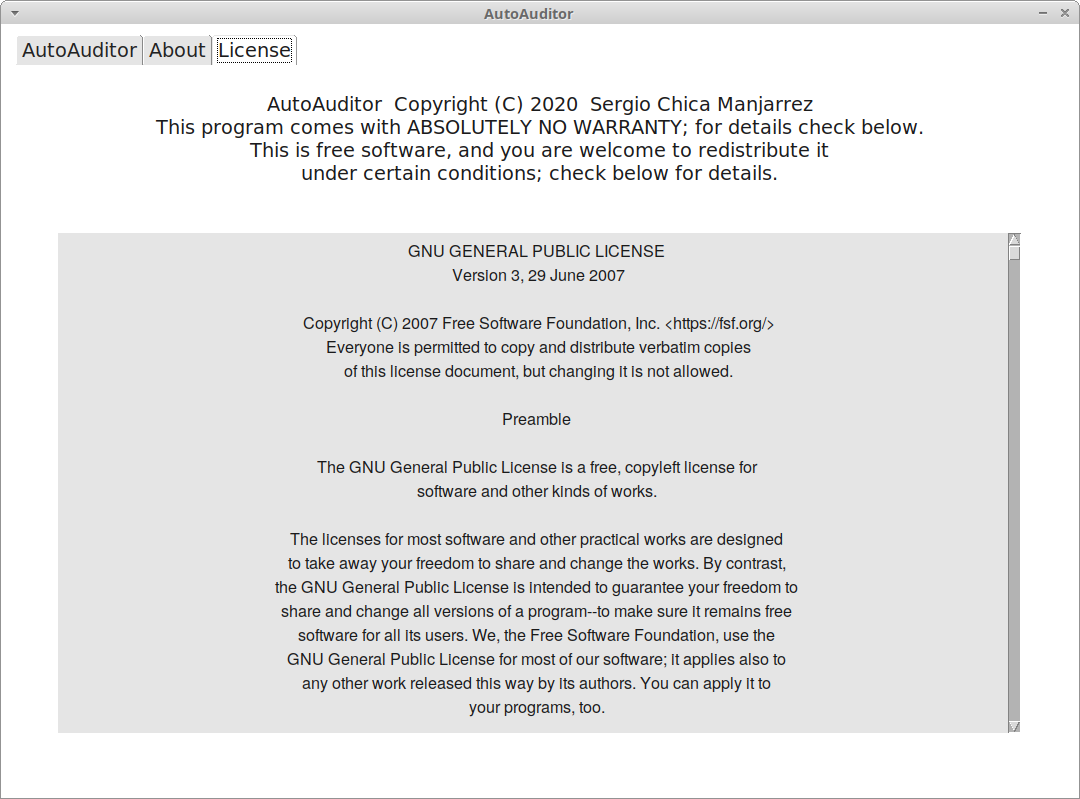 AutoAuditor
AutoAuditor About License
AutoAuditor  Copyright (C) 2020  Sergio Chica Manjarrez
This program comes with ABSOLUTELY NO WARRANTY; for details check below.
This is free software, and you are welcome to redistribute it
under certain conditions; check below for details.
GNU GENERAL PUBLIC LICENSE
Version 3, 29 June 2007
Copyright (C) 2007 Free Software Foundation, Inc. <https://fsf.org/>
Everyone is permitted to copy and distribute verbatim copies
of this license document, but changing it is not allowed.
Preamble
The GNU General Public License is a free, copyleft license for
software and other kinds of works.
The licenses for most software and other practical works are designed
to take away your freedom to share and change the works. By contrast,
the GNU General Public License is intended to guarantee your freedom to
share and change all versions of a program--to make sure it remains free
software for all its users. We, the Free Software Foundation, use the
GNU General Public License for most of our software; it applies also to
any other work released this way by its authors. You can apply it to
your programs, too.